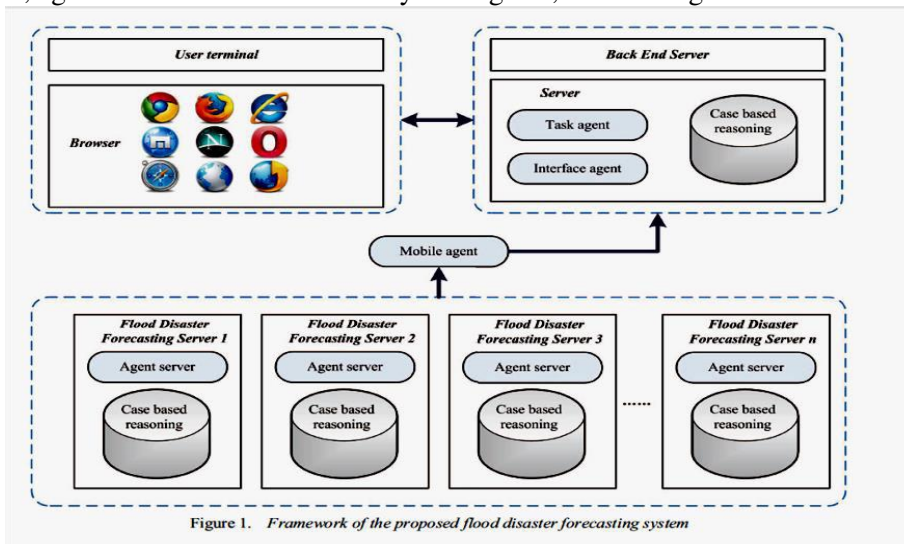 User terminal
Browser
N
Back End Server
Server
Task agent
Interface agent
Case based
reasoning
Mobile agent
Flood Disaster
Forecasting Server 1
Agent server
Case based
reasoning
Flood Disaster
Forecasting Server 2
Agent server
Case based
reasoning
Flood Disaster
Forecasting Server 3
Agent server
Case based
reasoning
......
Flood Disaster
Forecasting Server n
Agent server
Case based
reasoning
Figure 1. Framework of the proposed flood disaster forecasting system